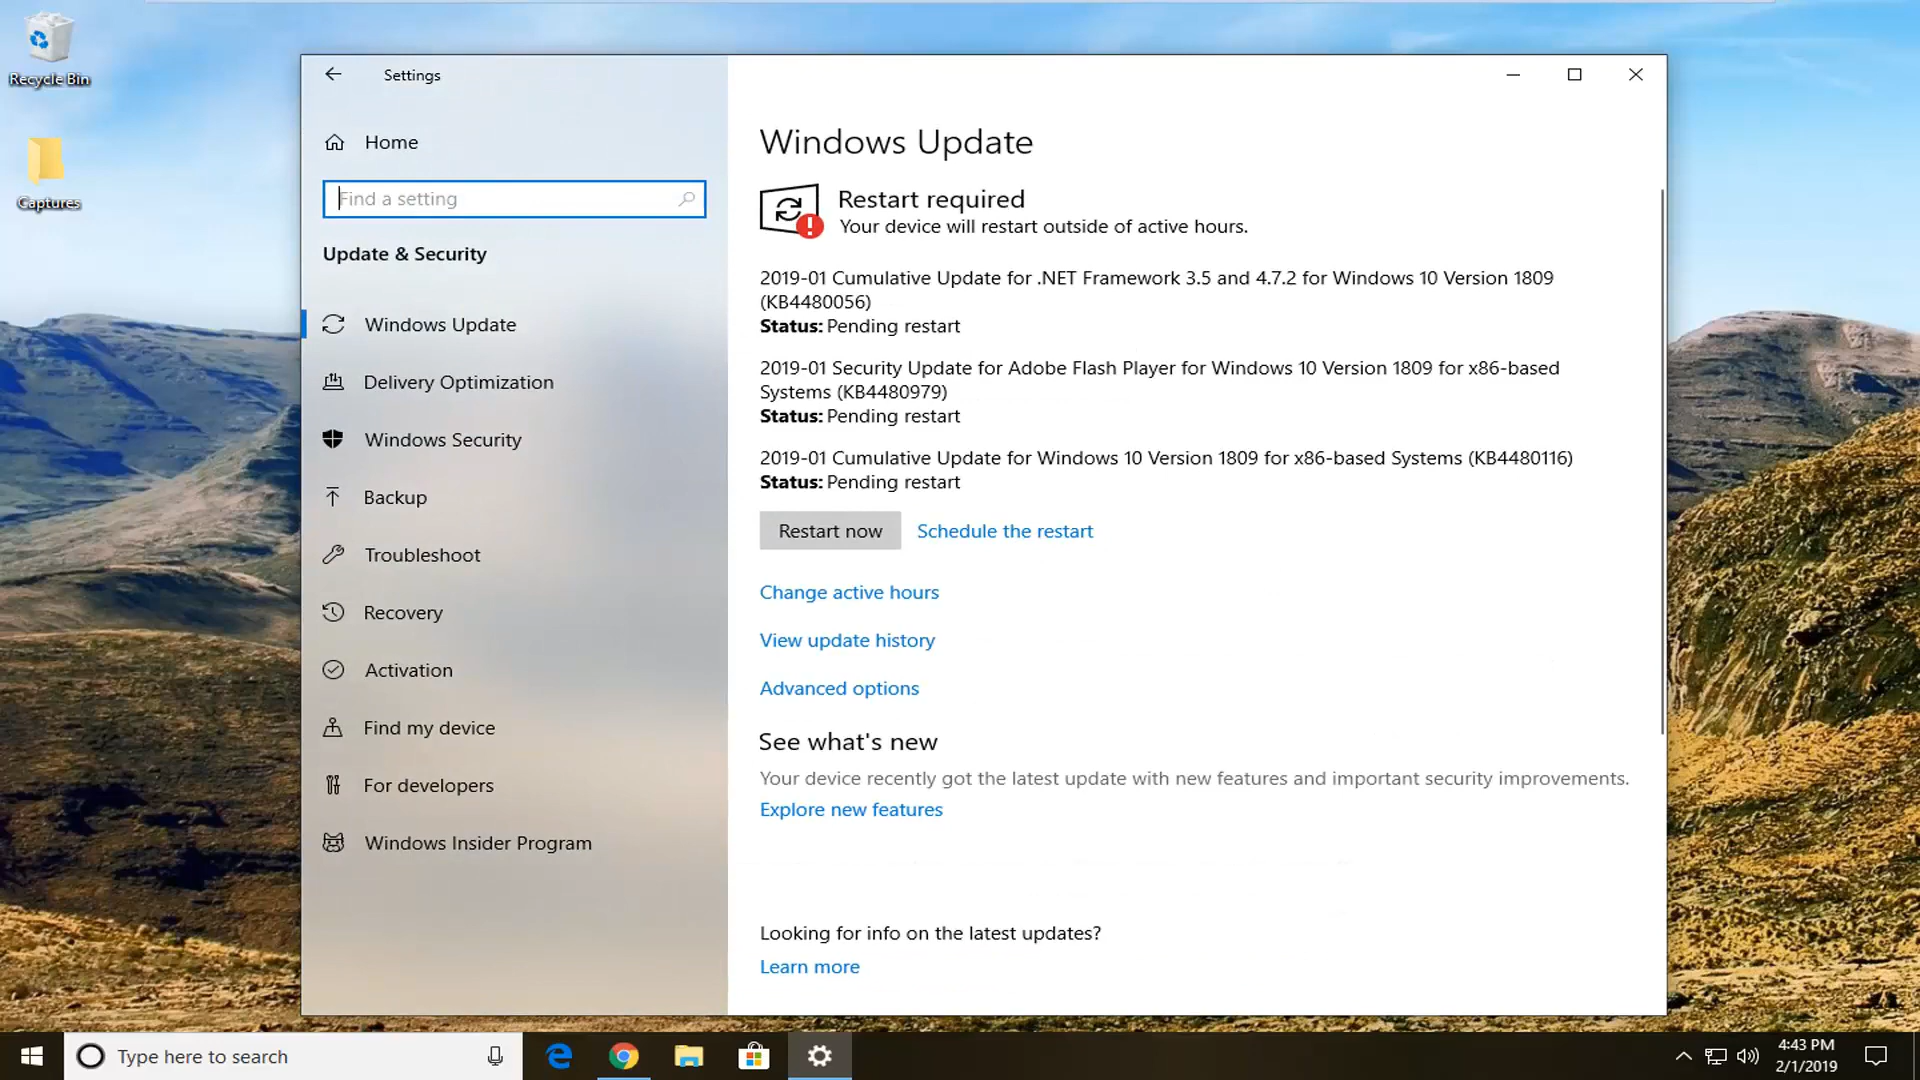 Recycle Bin
Captures
Settings
Home
Find a setting
Update & Security
Windows Update
Delivery Optimization
Windows Security
Backup
Troubleshoot
Recovery
Activation
Find my device
For developers
Windows Insider Program
Windows Update
Restart required
Your device will restart outside of active hours.
2019-01 Cumulative Update for .NET Framework 3.5 and 4.7.2 for Windows 10 Version 1809
(KB4480056)
Status: Pending restart
2019-01 Security Update for Adobe Flash Player for Windows 10 Version 1809 for x86-based
Systems (KB4480979)
Status: Pending restart
2019-01 Cumulative Update for Windows 10 Version 1809 for x86-based Systems (KB4480116)
Status: Pending restart
Restart now
Schedule the restart
Change active hours
View update history
Advanced options
See what's new
Your device recently got the latest update with new features and important security improvements.
Explore new features
Looking for info on the latest updates?
Learn more
Type here to search
4:43 PM
2/1/2019